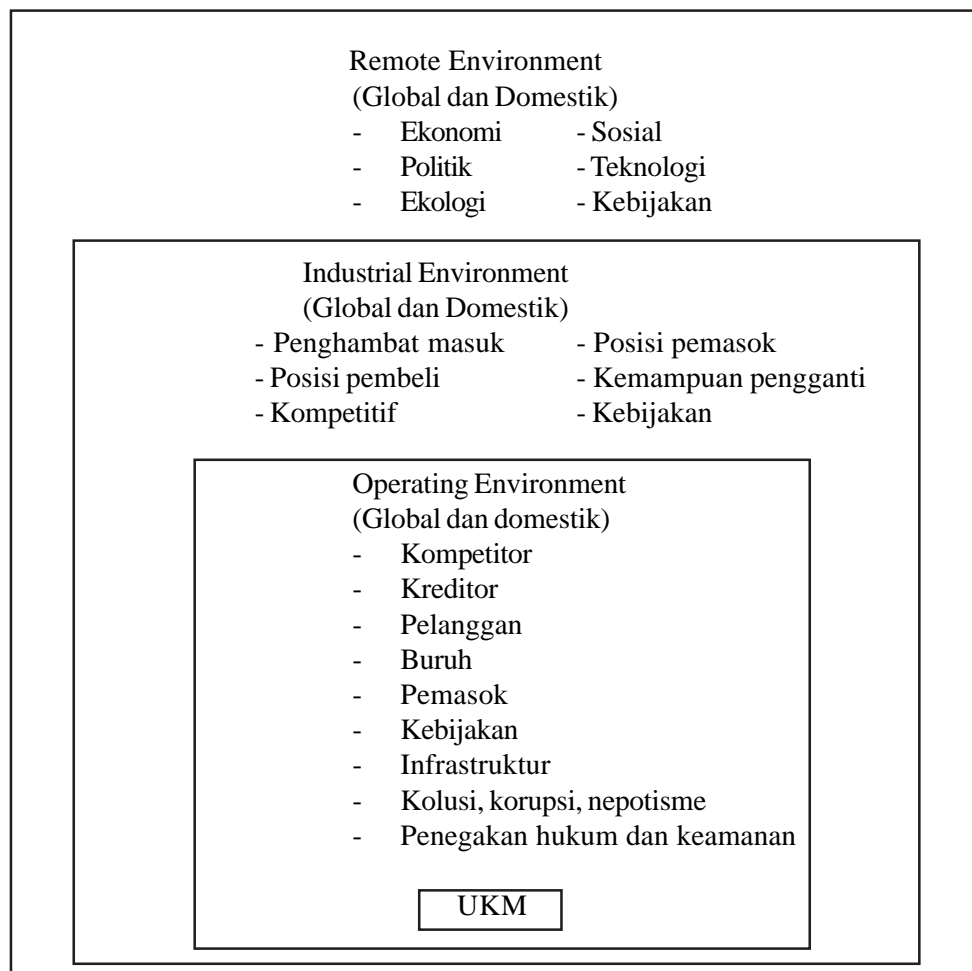 Remote Environment
(Global dan Domestik)
- Ekonomi - Sosial
- Politik - Teknologi
- Ekologi - Kebijakan
Industrial Environment
(Global dan Domestik)
- Penghambat masuk - Posisi pemasok
- Posisi pembeli - Kemampuan pengganti
- Kompetitif - Kebijakan
Operating Environment
(Global dan domestik)
- Kompetitor
- Kreditor
- Pelanggan
- Buruh
- Pemasok
- Kebijakan
- Infrastruktur
- Kolusi, korupsi, nepotisme
- Penegakan hukum dan keamanan
UKM